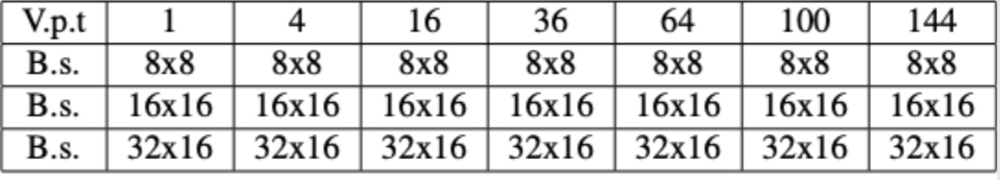 V.p.t 1 4 16 36 64 100 144
B.s. 8x8 8x8 8x8 8x8 8x8 8x8 8x8
B.s. 16x16 16x16 16x16 16x16 16x16 16x16 16x16
B.s. 32x16 32x16 32x16 32x16 32x16 32x16 32x16